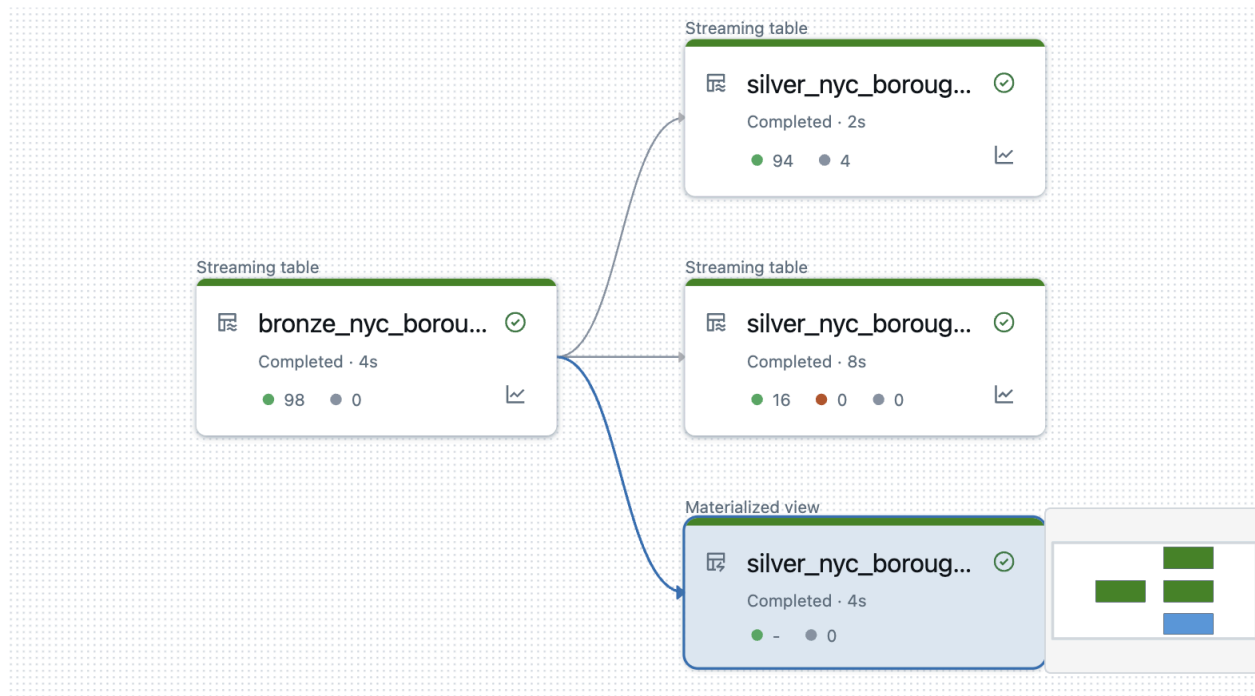 Streaming table
silver_nyc_boroug...
Completed · 2s
94 4
Streaming table
bronze_nyc_borou...
Completed · 4s
98 0
Streaming table
silver_nyc_boroug...
Completed · 8s
16 0 0
Materialized view
silver_nyc_boroug...
Completed · 4s
- 0